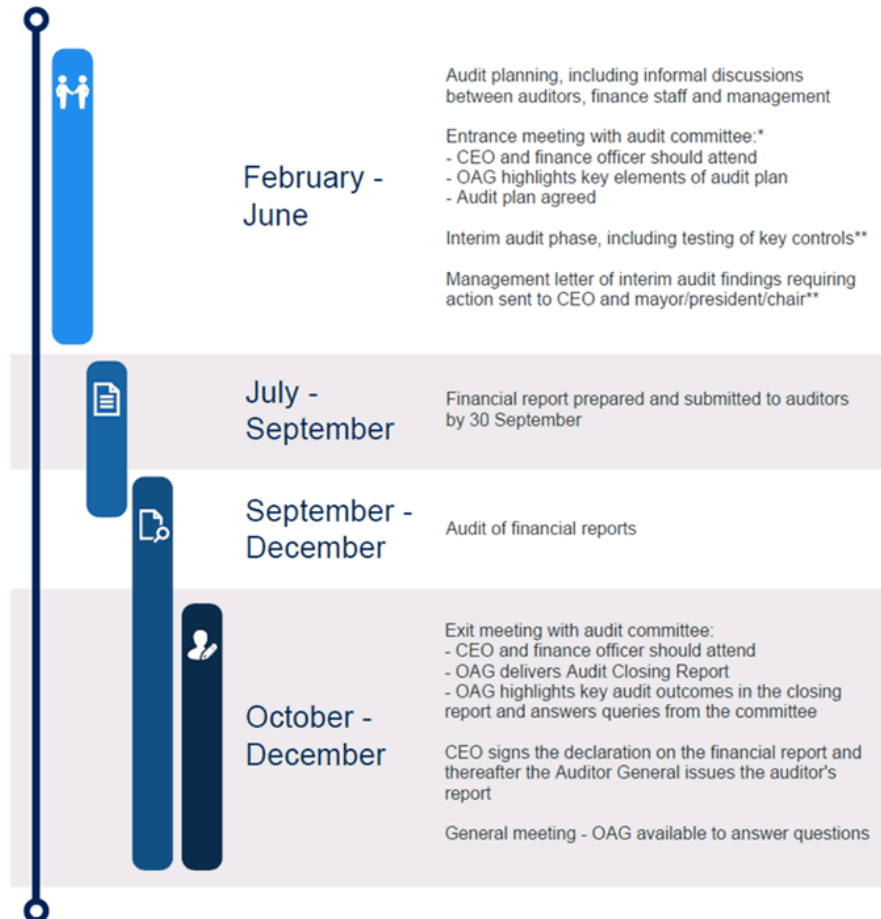 February -
June
Audit planning, including informal discussions
between auditors, finance staff and management
Entrance meeting with audit committee:*
- CEO and finance officer should attend
- OAG highlights key elements of audit plan
- Audit plan agreed
Interim audit phase, including testing of key controls**
Management letter of interim audit findings requiring
action sent to CEO and mayor/president/chair**
July -
September
Financial report prepared and submitted to auditors
by 30 September
September -
December
Audit of financial reports
October -
December
Exit meeting with audit committee:
- CEO and finance officer should attend
- OAG delivers Audit Closing Report
- OAG highlights key audit outcomes in the closing
report and answers queries from the committee
CEO signs the declaration on the financial report and
thereafter the Auditor General issues the auditor's
report
General meeting - OAG available to answer questions